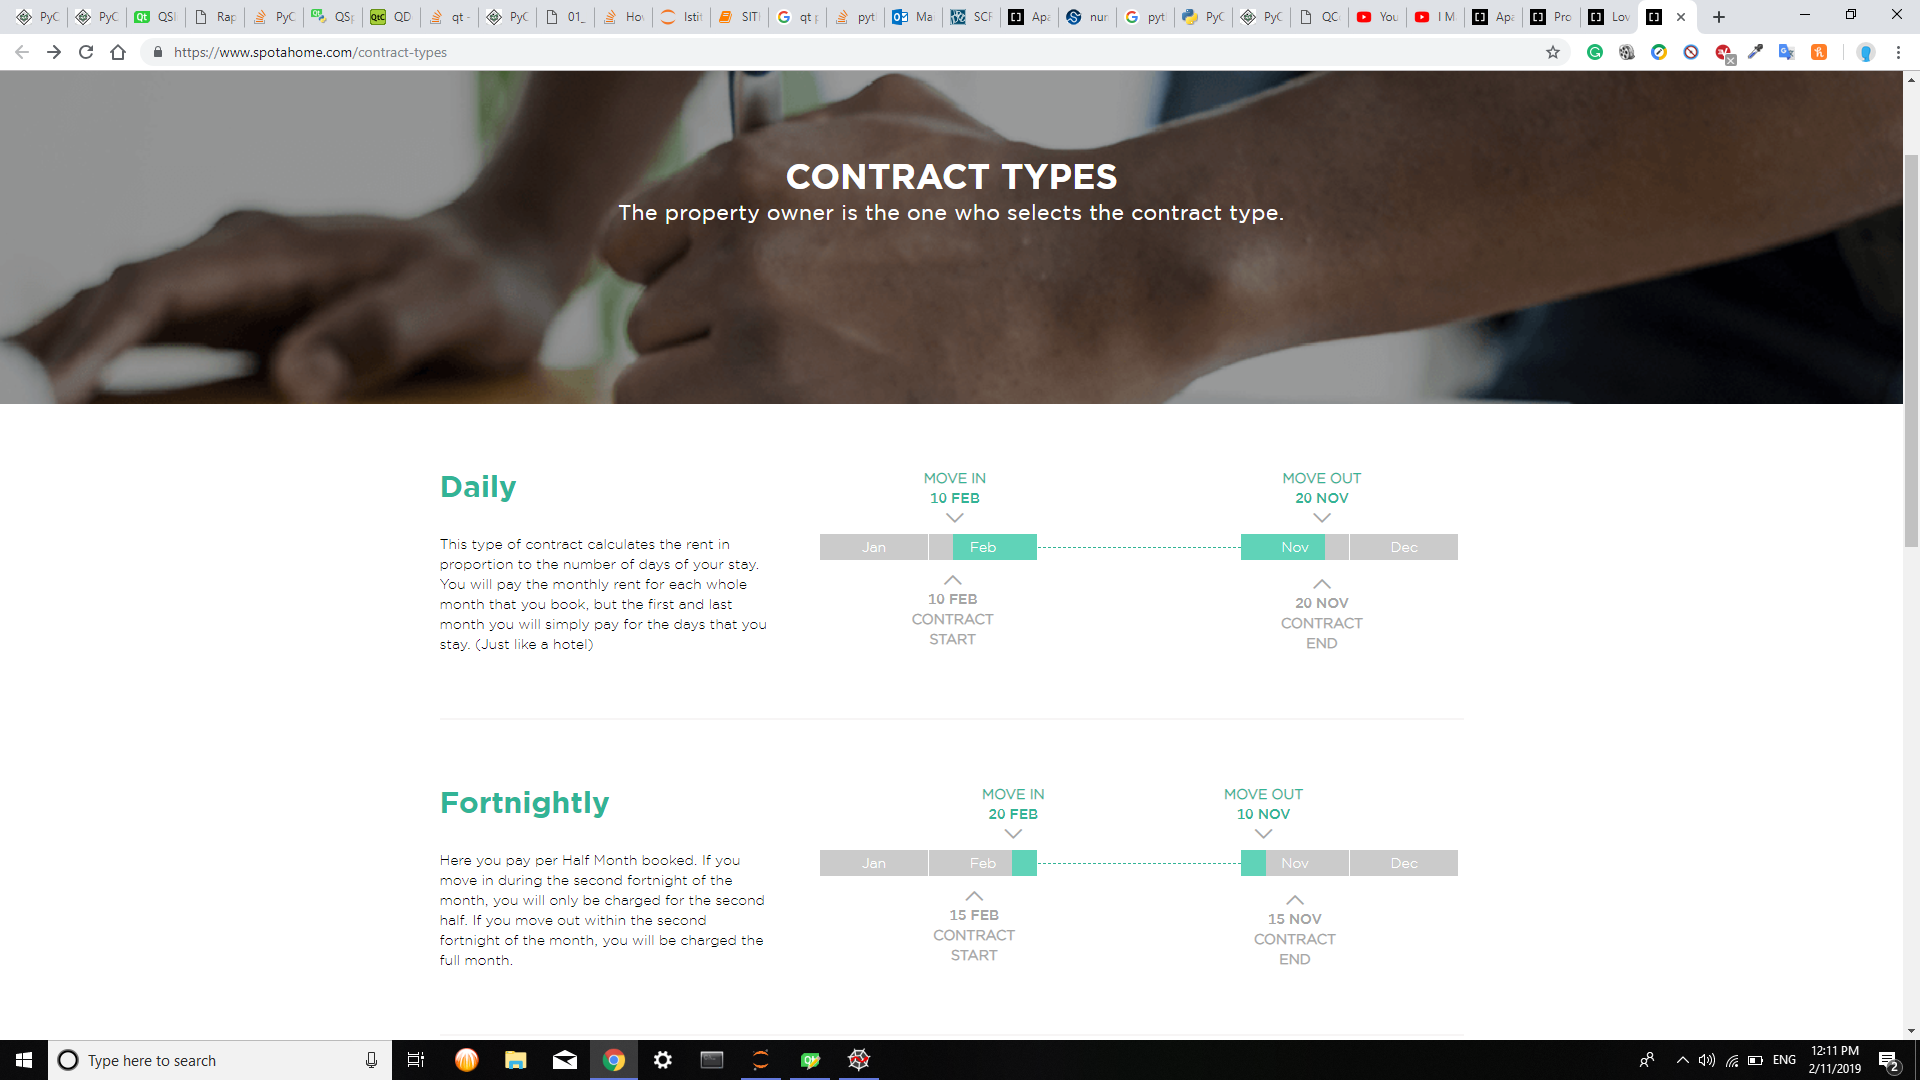 PyC
PyC
QSI
Rap
PyC
QSp
QD
qt -
PyC
01_
Hov
Istit
SITI
qt p
pyt
Ma
SCF
Apa
nur
pyt
PyC
PyC
QC
You
I M
Apa
Pro
Lov
https://www.spotahome.com/contract-types
CONTRACT TYPES
The property owner is the one who selects the contract type.
Daily
This type of contract calculates the rent in
proportion to the number of days of your stay.
You will pay the monthly rent for each whole
month that you book, but the first and last
month you will simply pay for the days that you
stay. (Just like a hotel)
MOVE IN
10 FEB
MOVE OUT
20 NOV
Jan
Feb
Nov
Dec
10 FEB
CONTRACT
START
20 NOV
CONTRACT
END
Fortnightly
Here you pay per Half Month booked. If you
move in during the second fortnight of the
month, you will only be charged for the second
half. If you move out within the second
fortnight of the month, you will be charged the
full month.
MOVE IN
20 FEB
MOVE OUT
10 NOV
Jan
Feb
Nov
Dec
15 FEB
CONTRACT
START
15 NOV
CONTRACT
END
Type here to search
ENG
12:11 PM
2/11/2019
2